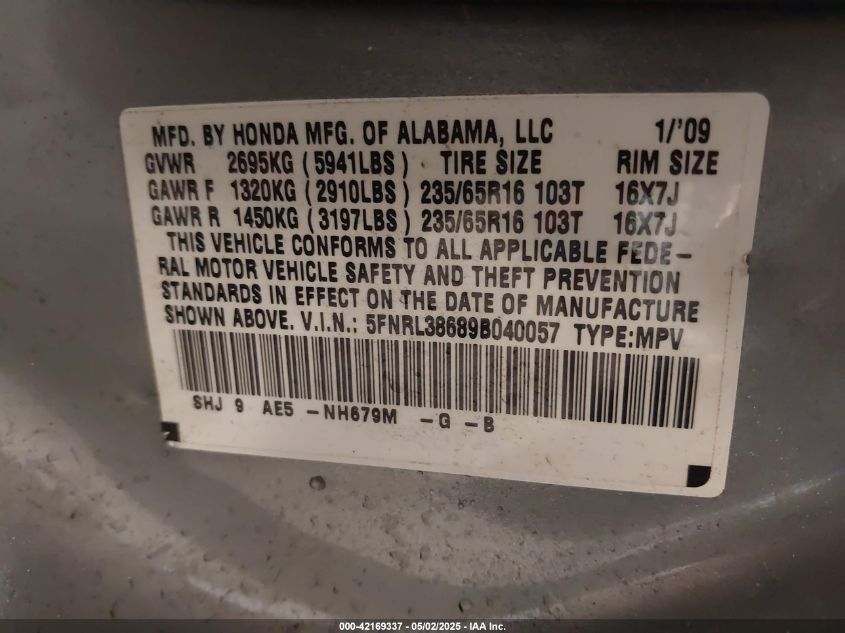 MFD. BY HONDA MFG. OF ALABAMA, LLC 1/'09
GVWR 2695KG (5941LBS) · TIRE SIZE RIM SIZE
GAWR F 1320KG (2910LBS) 235/65R16 103T 16X7J
GAWR R 1450KG (3197LBS) 235/65R16 103T 16X7J
THIS VEHICLE CONFORMS TO ALL APPLICABLE FEDE-
RAL MOTOR VEHICLE SAFETY AND THEFT PREVENTION
STANDARDS IN EFFECT ON THE DATE OF MANUFACTURE
SHOWN ABOVE. V.I.N.: 5FNRL38689B040057 TYPE:MPV
SHJ 9 AE5 -NH679M -G -B
000-42169337 - 05/02/2025 - IAA Inc.